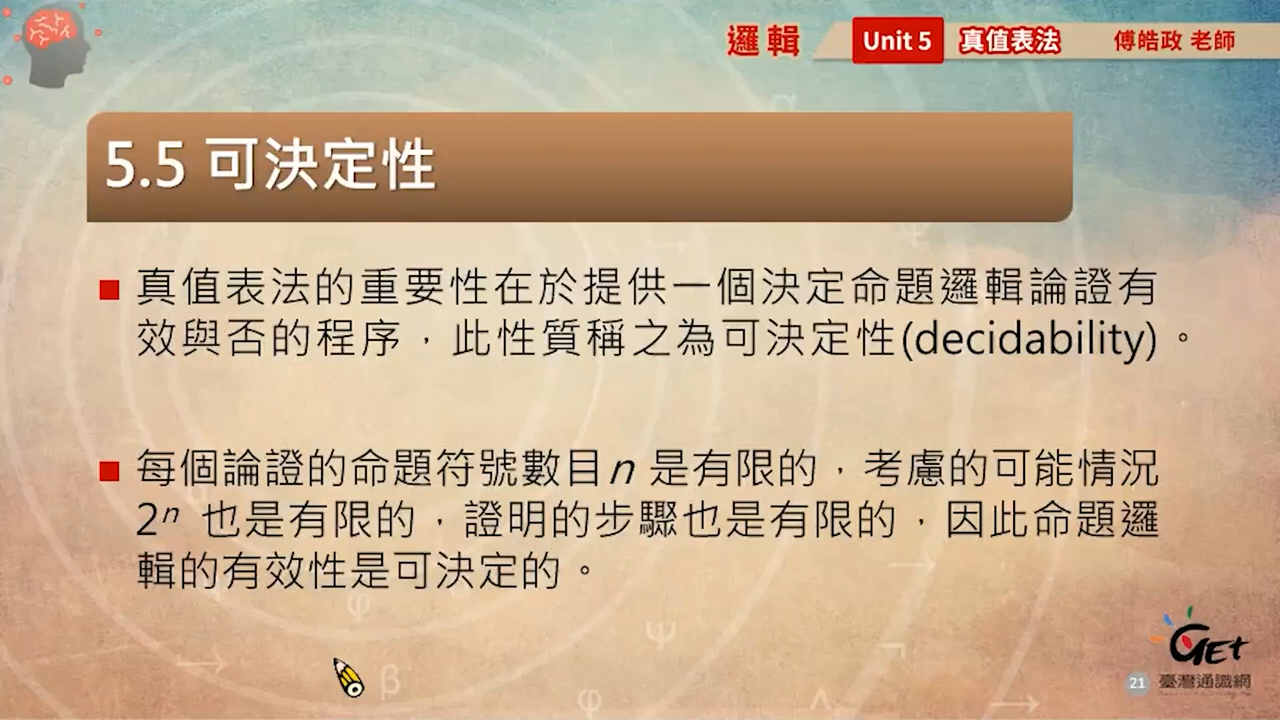 邏輯 Unit 5 真值表法 傅皓政 老師
5.5 可決定性
真值表法的重要性在於提供一個決定命題邏輯論證有
效與否的程序，此性質稱之為可決定性(decidability)。
每個論證的命題符號數目n 是有限的，考慮的可能情況
2ⁿ 也是有限的，證明的步驟也是有限的，因此命題邏
輯的有效性是可決定的。
GET
21 臺灣通識網